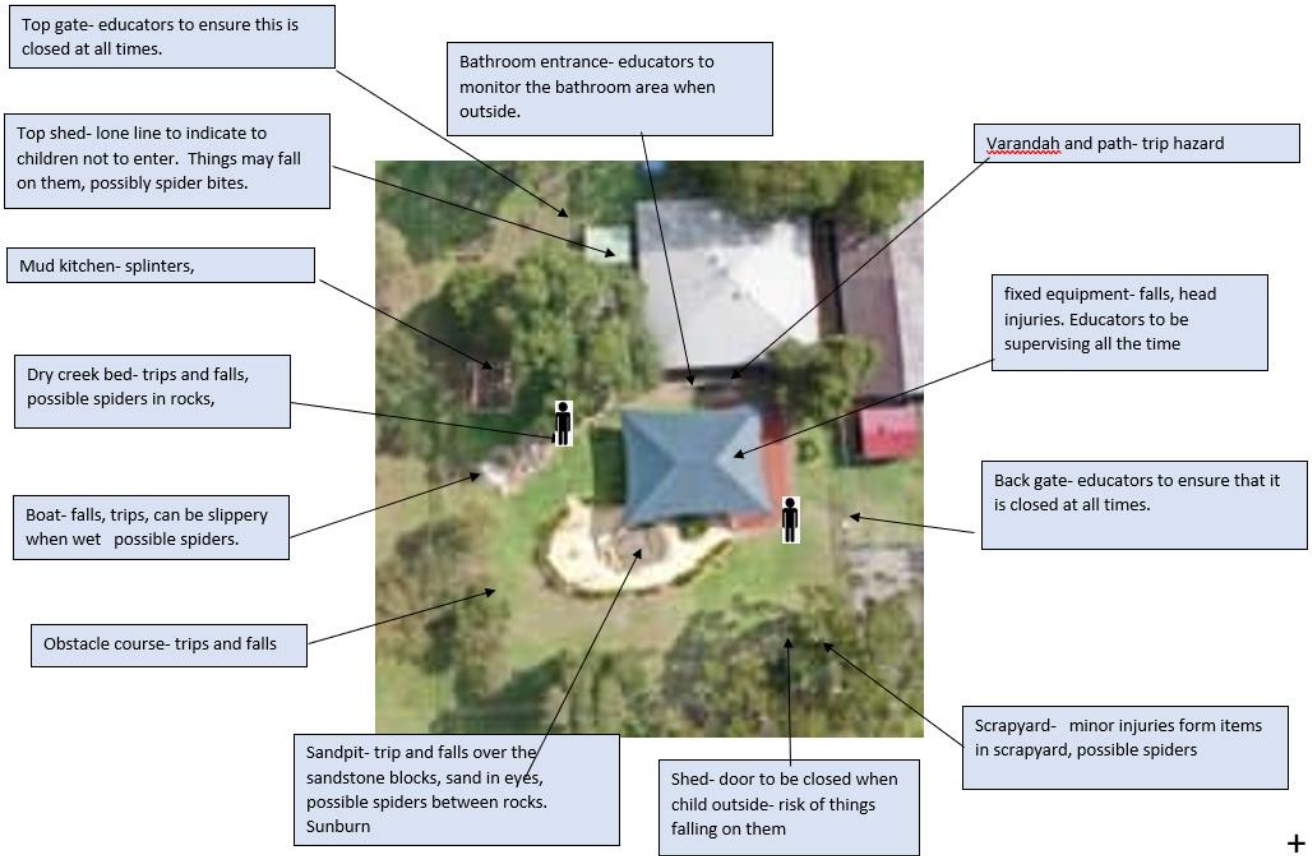 Top gate- educators to ensure this is
closed at all times.
Bathroom entrance- educators to
monitor the bathroom area when
outside.
Top shed- lone line to indicate to
children not to enter.  Things may fall
on them, possibly spider bites.
Varandah and path- trip hazard
Mud kitchen- splinters,
fixed equipment- falls, head
injuries. Educators to be
supervising all the time
Dry creek bed- trips and falls,
possible spiders in rocks,
Back gate- educators to ensure that it
is closed at all times.
Boat- falls, trips, can be slippery
when wet  possible spiders.
Obstacle course- trips and falls
Scrapyard-  minor injuries form items
in scrapyard, possible spiders
Sandpit- trip and falls over the
sandstone blocks, sand in eyes,
possible spiders between rocks.
Sunburn
Shed- door to be closed when
child outside- risk of things
falling on them
+